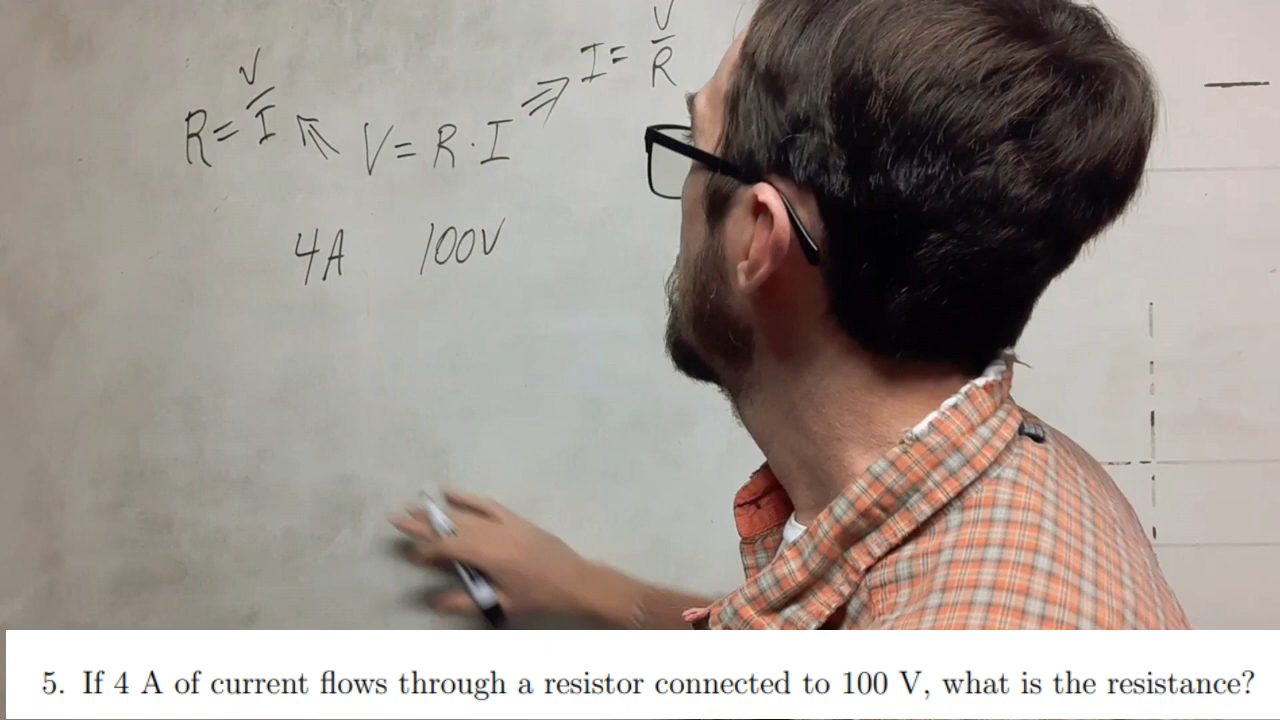 R = V/I ⇖ V = R · I ⇒ I = V/R
4A 100V
5. If 4 A of current flows through a resistor connected to 100 V, what is the resistance?